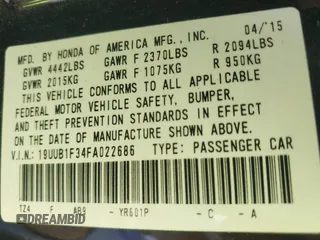 MFD. BY HONDA OF AMERICA MFG., INC. 04/'15
GVWR 4442LBS GAWR F 2370LBS R 2094LBS
GVWR 2015KG GAWR F 1075KG R 950KG
THIS VEHICLE CONFORMS TO ALL APPLICABLE
FEDERAL MOTOR VEHICLE SAFETY, BUMPER,
AND THEFT PREVENTION STANDARDS IN EFFECT
ON THE DATE OF MANUFACTURE SHOWN ABOVE.
V.I.N.: 19UUB1F34FA022686 TYPE: PASSENGER CAR
TZ4 F AB9 - YR601P - C - A
DREAMBID